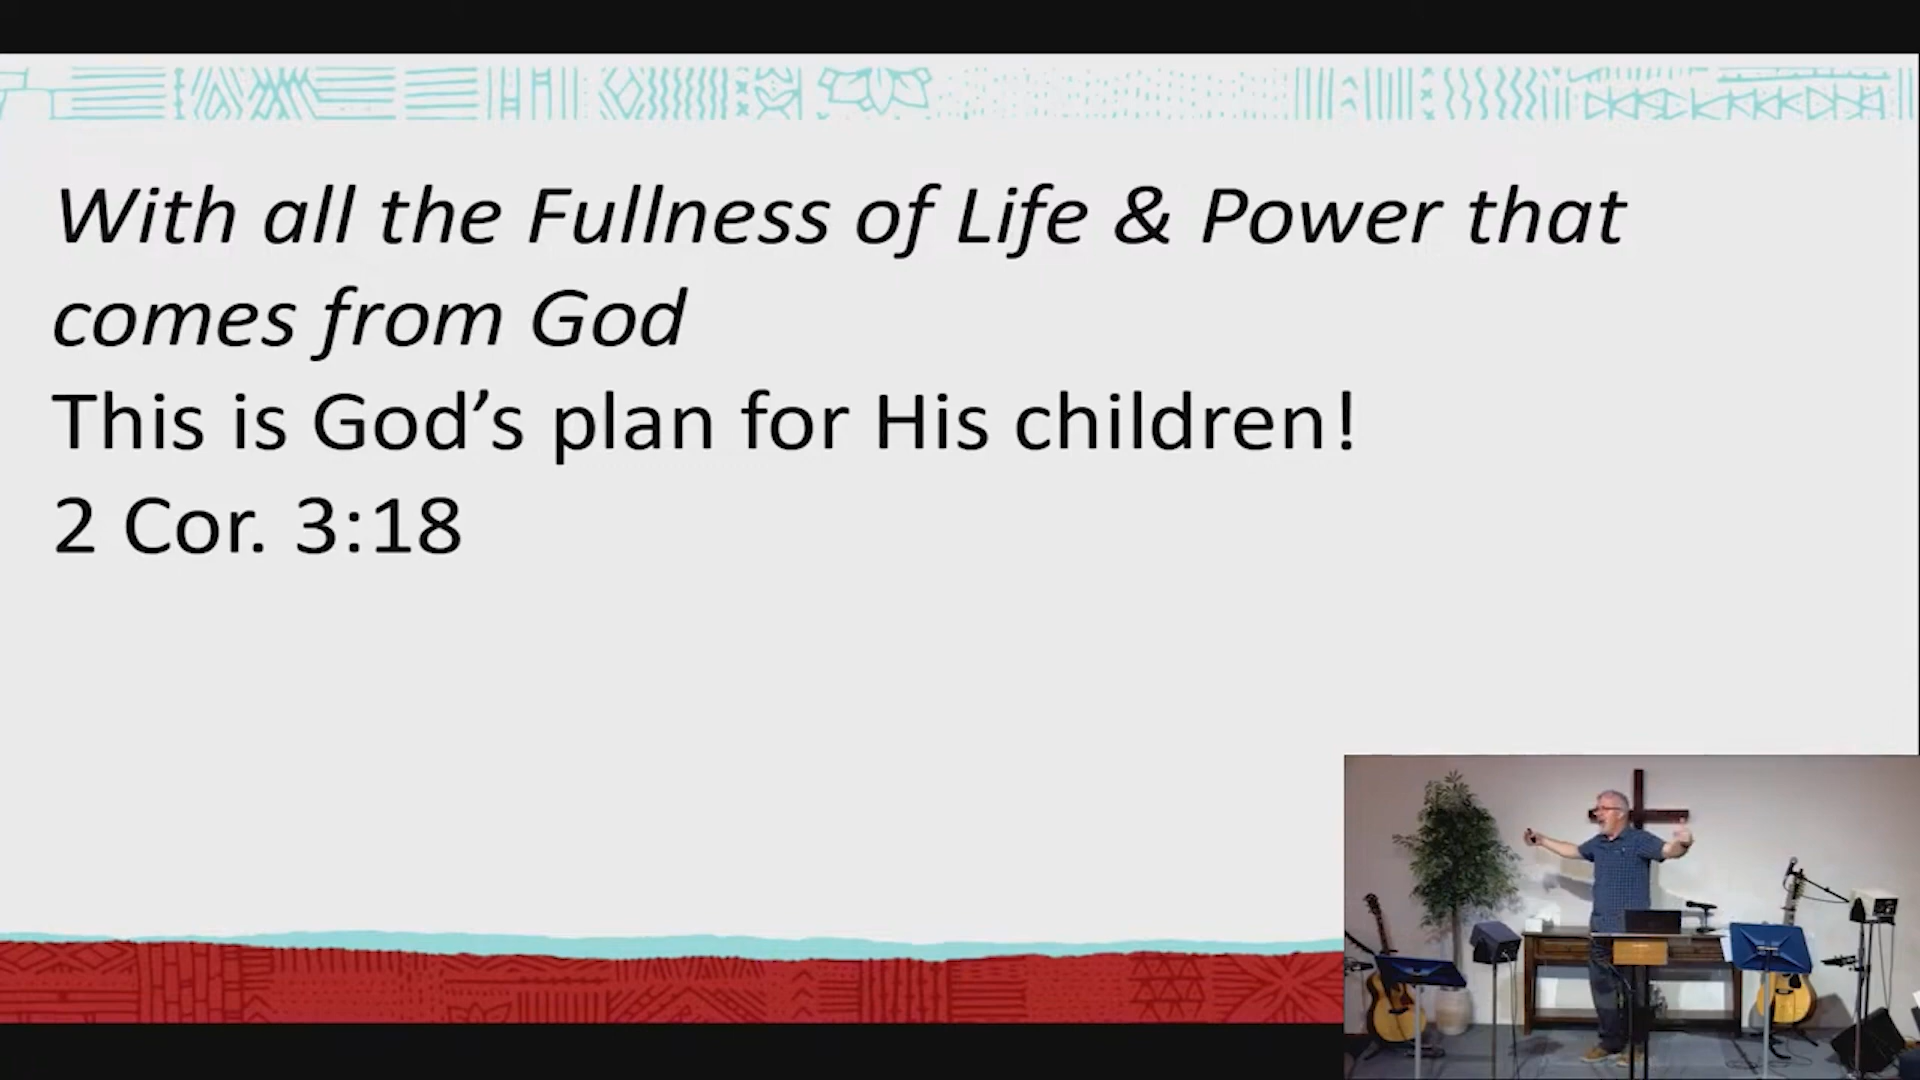 With all the Fullness of Life & Power that
comes from God
This is God’s plan for His children!
2 Cor. 3:18